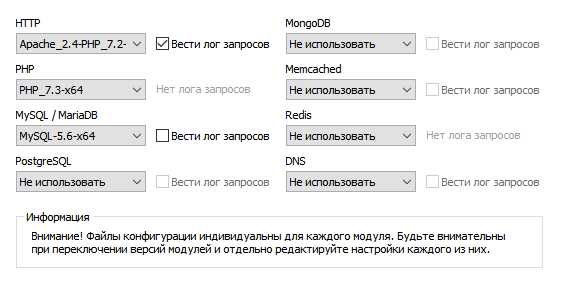 HTTP
Apache_2.4-PHP_7.2-
Вести лог запросов
PHP
PHP_7.3-x64
Нет лога запросов
MySQL / MariaDB
MySQL-5.6-x64
Вести лог запросов
PostgreSQL
Не использовать
Вести лог запросов
MongoDB
Не использовать
Вести лог запросов
Memcached
Не использовать
Вести лог запросов
Redis
Не использовать
Нет лога запросов
DNS
Не использовать
Вести лог запросов
Информация
Внимание! Файлы конфигурации индивидуальны для каждого модуля. Будьте внимательны
при переключении версий модулей и отдельно редактируйте настройки каждого из них.